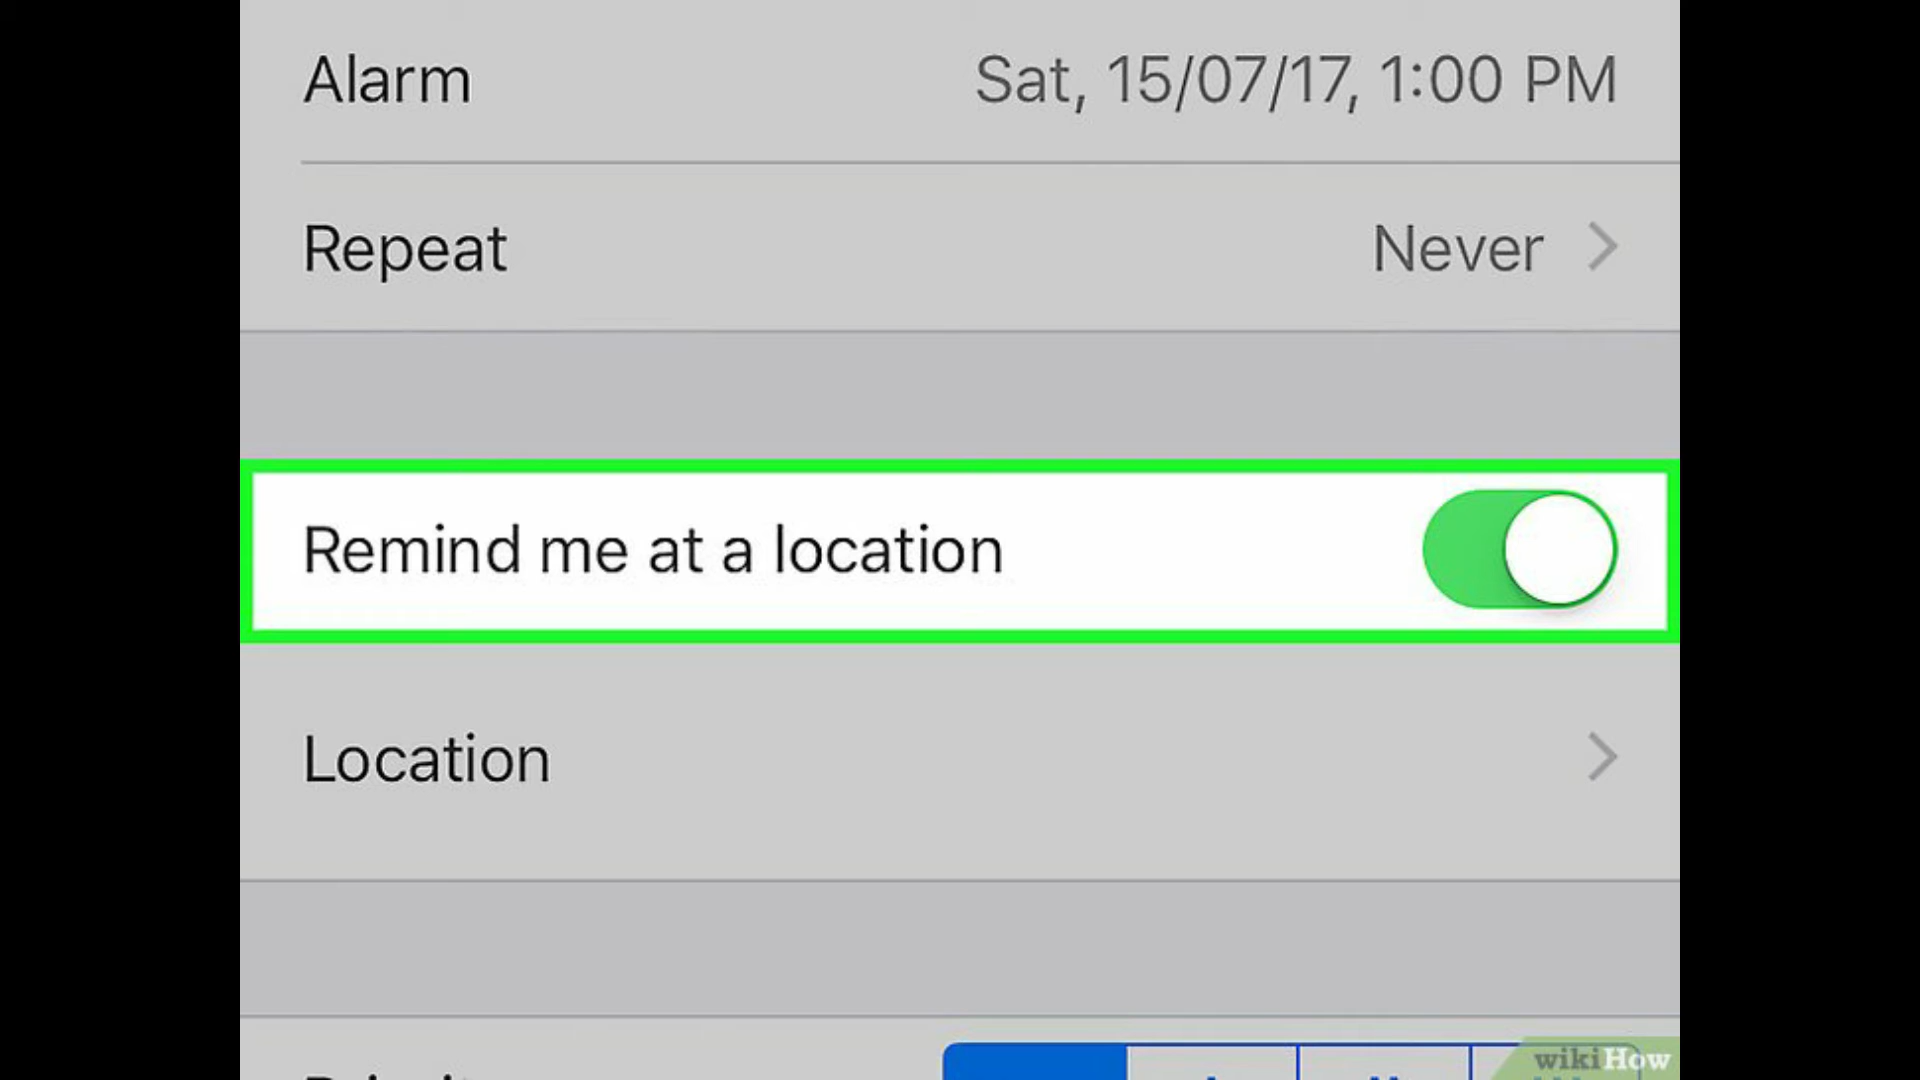 Alarm Sat, 15/07/17, 1:00 PM
Repeat Never
Remind me at a location
Location
wikiHow